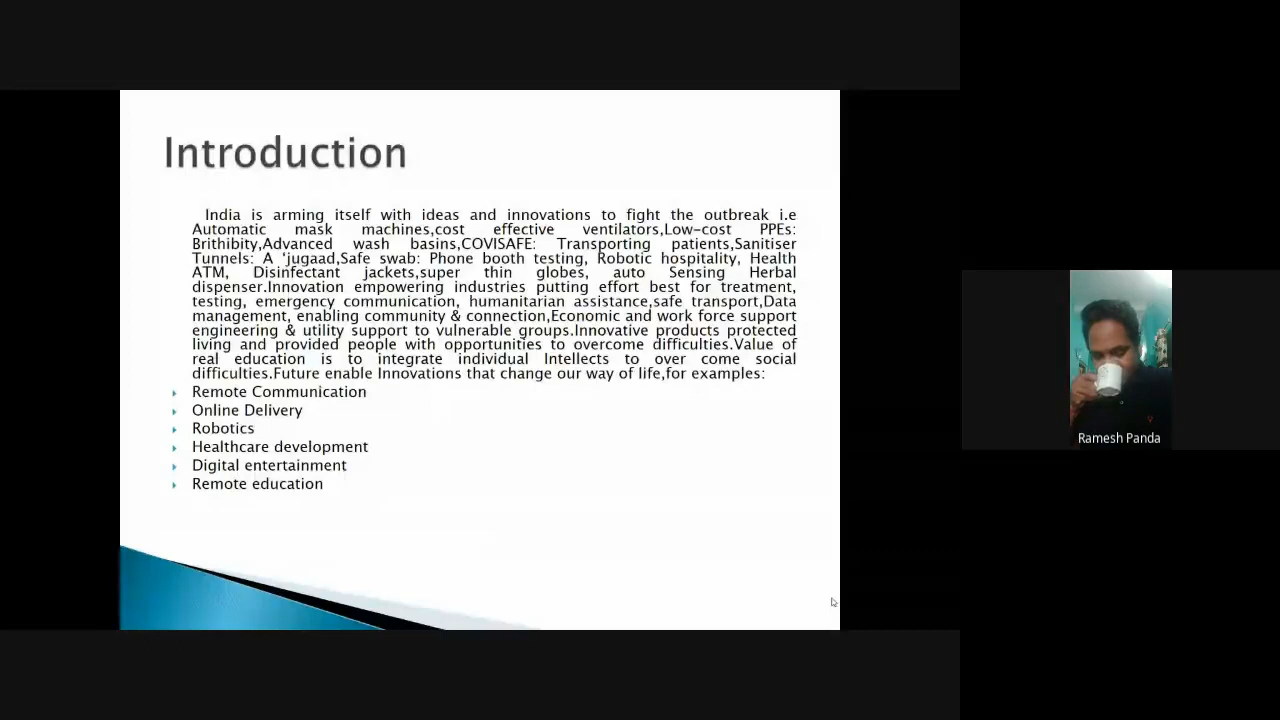 Introduction
India is arming itself with ideas and innovations to fight the outbreak i.e
Automatic mask machines,cost effective ventilators,Low-cost PPEs:
Brithibity,Advanced wash basins,COVISAFE: Transporting patients,Sanitiser
Tunnels: A ‘jugaad,Safe swab: Phone booth testing, Robotic hospitality, Health
ATM, Disinfectant jackets,super thin globes, auto Sensing Herbal
dispenser.Innovation empowering industries putting effort best for treatment,
testing, emergency communication, humanitarian assistance,safe transport,Data
management, enabling community & connection,Economic and work force support
engineering & utility support to vulnerable groups.Innovative products protected
living and provided people with opportunities to overcome difficulties.Value of
real education is to integrate individual Intellects to over come social
difficulties.Future enable Innovations that change our way of life,for examples:
Remote Communication
Online Delivery
Robotics
Healthcare development
Digital entertainment
Remote education
Ramesh Panda